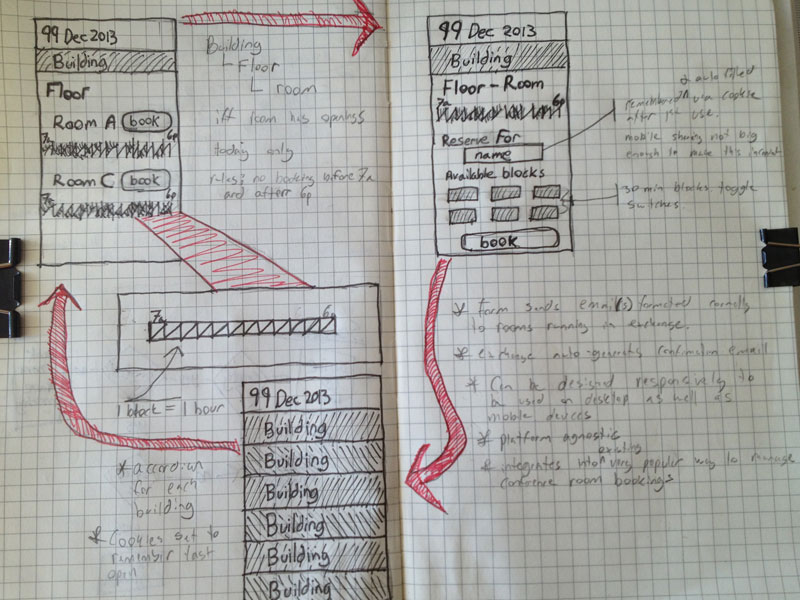 99 Dec 2013
Building
Floor
Room A book
7a 6p
Room C book
7a 6p
Building
Floor
room
iff room has openness
today only
rules: no booking before 7a
and afterr 6p
7a 6p
1 block = 1 hour
99 Dec 2013
Building
Building
Building
Building
Building
Building
* accordian
for each
building
* Cookies set to
remember last
open
99 Dec 2013
Building
Floor - Room
7a 6p
Reserve For
name
Available blocks
book
auto filled
remembered via cookie
after 1st use.
mobile sharing not big
enough to make this
30 min blocks toggle
switches.
* form sends email(s) formatted correctly
to rooms running in exchange.
* exchange auto-generates confirmation email
* Can be designed responsively to
be used on desktop as well as
mobile devices
* platform agnostic
existing
* integrates into very popular way to manage
conference room bookings